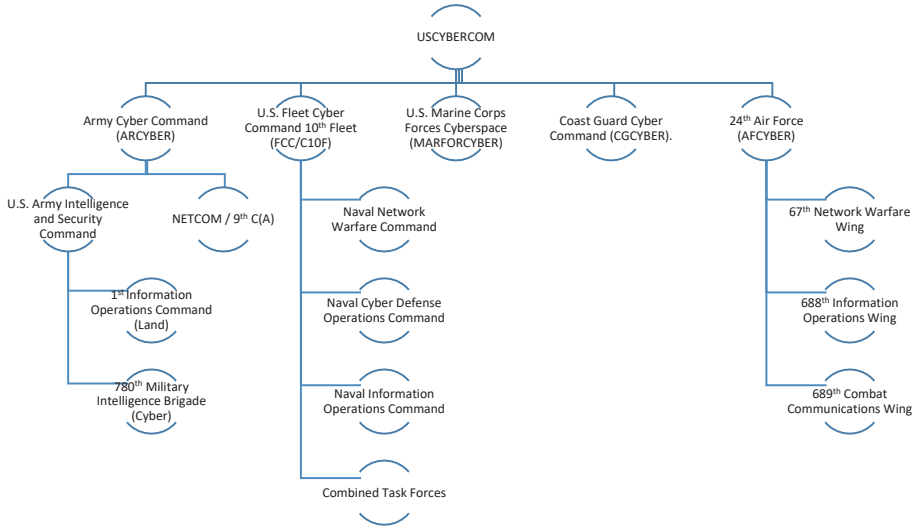 USCYBERCOM
Army Cyber Command
(ARCYBER)
U.S. Fleet Cyber
Command 10th Fleet
(FCC/C10F)
U.S. Marine Corps
Forces Cyberspace
(MARFORCYBER)
Coast Guard Cyber
Command (CGCYBER).
24th Air Force
(AFCYBER)
U.S. Army Intelligence
and Security
Command
NETCOM / 9th C(A)
1st Information
Operations Command
(Land)
780th Military
Intelligence Brigade
(Cyber)
Naval Network
Warfare Command
Naval Cyber Defense
Operations Command
Naval Information
Operations Command
Combined Task Forces
67th Network Warfare
Wing
688th Information
Operations Wing
689th Combat
Communications Wing